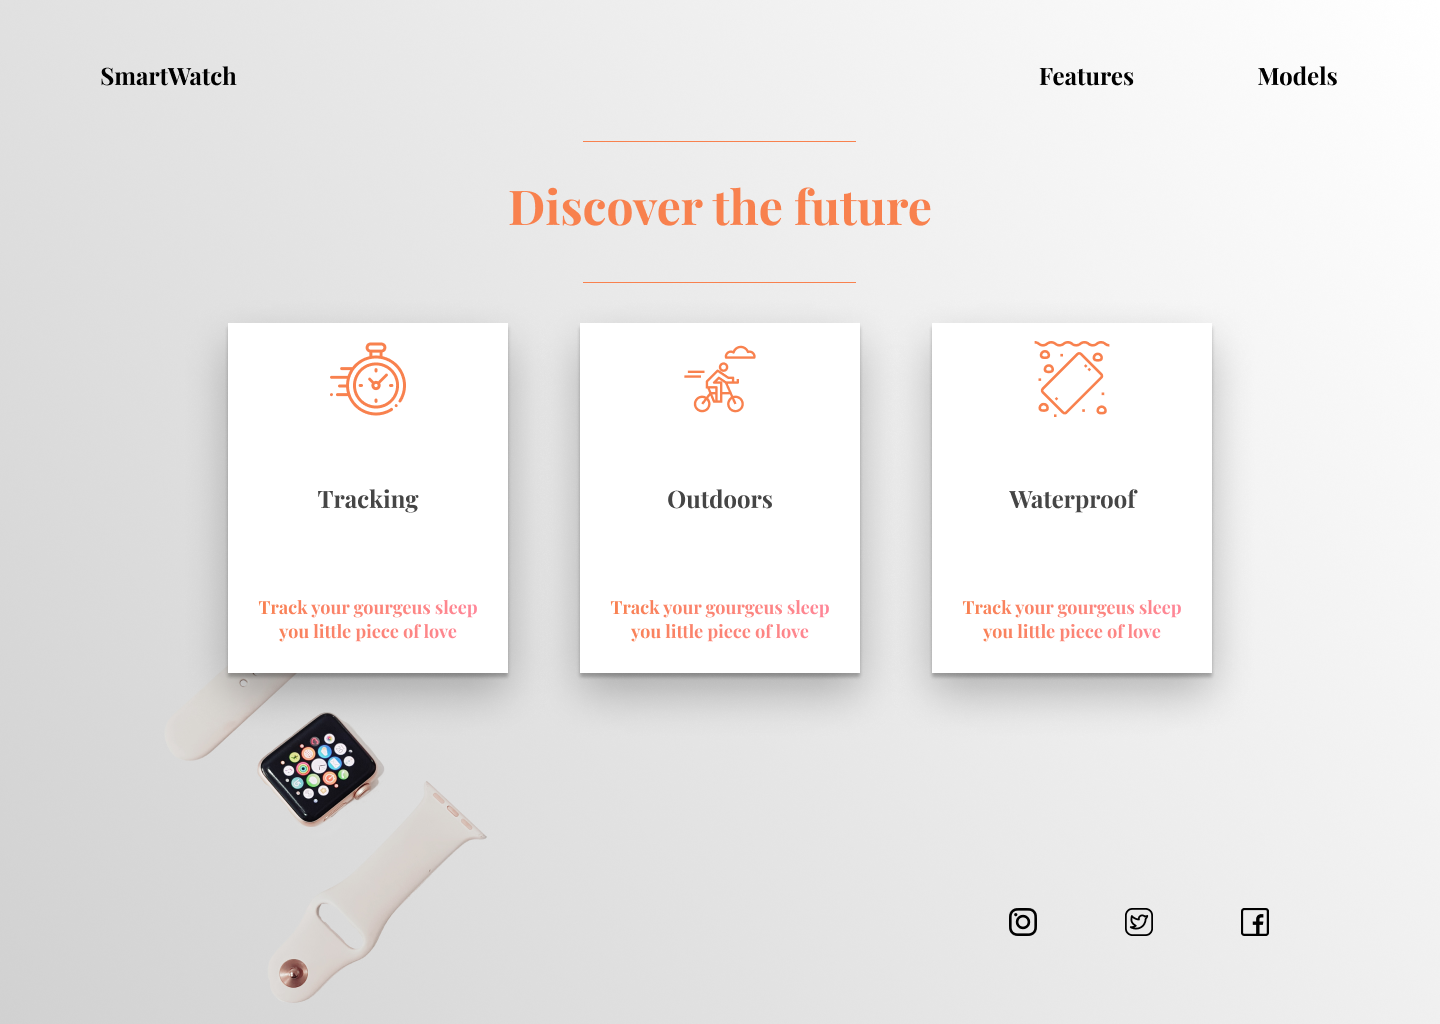 SmartWatch
Features
Models
Discover the future
Tracking
Track your gourgeus sleep
you little piece of love
Outdoors
Track your gourgeus sleep
you little piece of love
Waterproof
Track your gourgeus sleep
you little piece of love